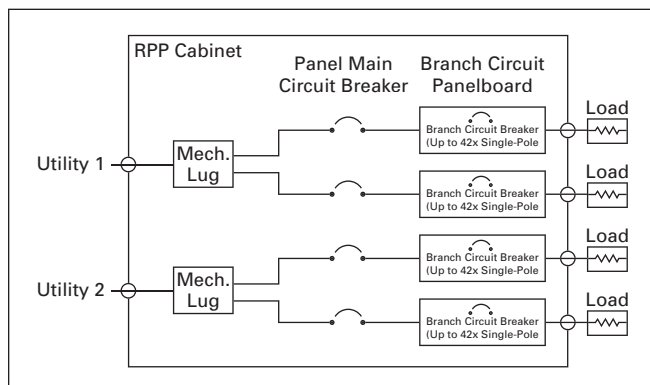 RPP Cabinet
Panel Main
Circuit Breaker
Branch Circuit
Panelboard
Load
Branch Circuit Breaker
(Up to 42x Single-Pole
Utility 1
Mech.
Lug
Load
Branch Circuit Breaker
(Up to 42x Single-Pole
Load
Branch Circuit Breaker
(Up to 42x Single-Pole
Utility 2
Mech.
Lug
Load
Branch Circuit Breaker
(Up to 42x Single-Pole